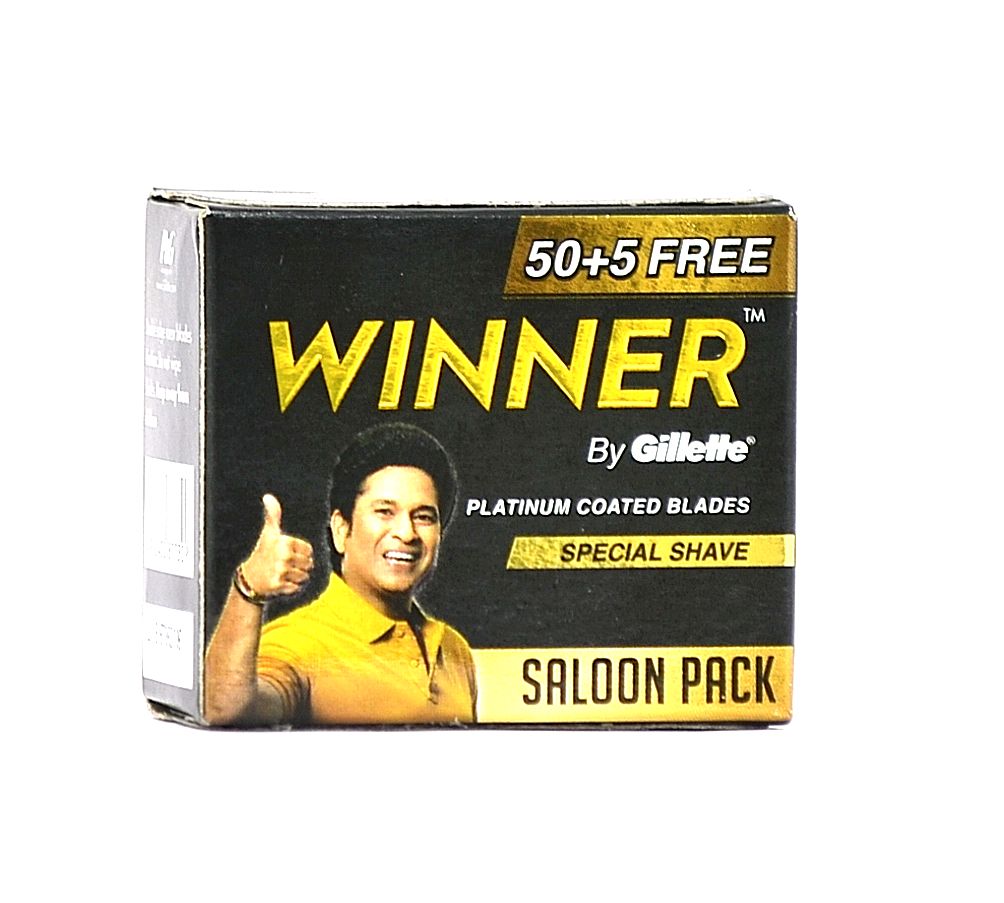 50+5 FREE
WINNER™
By Gillette®
PLATINUM COATED BLADES
SPECIAL SHAVE
SALOON PACK
P&G